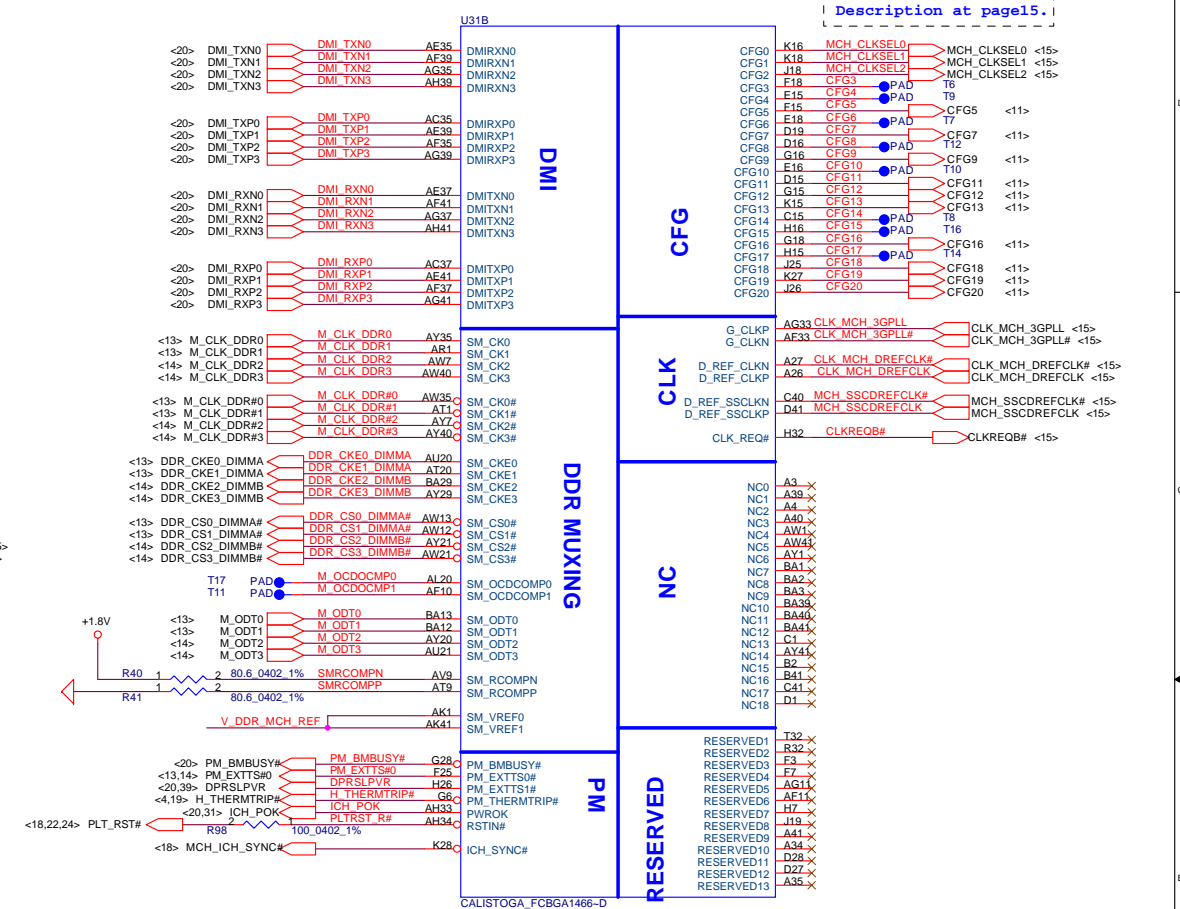 Description at page15.
U31B
<20> DMI_TXN0 DMI_TXN0 AE35 DMIRXN0
<20> DMI_TXN1 DMI_TXN1 AF39 DMIRXN1
<20> DMI_TXN2 DMI_TXN2 AG35 DMIRXN2
<20> DMI_TXN3 DMI_TXN3 AH39 DMIRXN3
<20> DMI_TXP0 DMI_TXP0 AC35 DMIRXP0
<20> DMI_TXP1 DMI_TXP1 AE39 DMIRXP1
<20> DMI_TXP2 DMI_TXP2 AF35 DMIRXP2
<20> DMI_TXP3 DMI_TXP3 AG39 DMIRXP3
<20> DMI_RXN0 DMI_RXN0 AE37 DMITXN0
<20> DMI_RXN1 DMI_RXN1 AF41 DMITXN1
<20> DMI_RXN2 DMI_RXN2 AG37 DMITXN2
<20> DMI_RXN3 DMI_RXN3 AH41 DMITXN3
<20> DMI_RXP0 DMI_RXP0 AC37 DMITXP0
<20> DMI_RXP1 DMI_RXP1 AE41 DMITXP1
<20> DMI_RXP2 DMI_RXP2 AF37 DMITXP2
<20> DMI_RXP3 DMI_RXP3 AG41 DMITXP3
DMI
<13> M_CLK_DDR0 M_CLK_DDR0 AY35 SM_CK0
<13> M_CLK_DDR1 M_CLK_DDR1 AR1 SM_CK1
<14> M_CLK_DDR2 M_CLK_DDR2 AW7 SM_CK2
<14> M_CLK_DDR3 M_CLK_DDR3 AW40 SM_CK3
<13> M_CLK_DDR#0 M_CLK_DDR#0 AW35 SM_CK0#
<13> M_CLK_DDR#1 M_CLK_DDR#1 AT1 SM_CK1#
<14> M_CLK_DDR#2 M_CLK_DDR#2 AY7 SM_CK2#
<14> M_CLK_DDR#3 M_CLK_DDR#3 AY40 SM_CK3#
<13> DDR_CKE0_DIMMA DDR_CKE0_DIMMA AU20 SM_CKE0
<13> DDR_CKE1_DIMMA DDR_CKE1_DIMMA AT20 SM_CKE1
<14> DDR_CKE2_DIMMB DDR_CKE2_DIMMB BA29 SM_CKE2
<14> DDR_CKE3_DIMMB DDR_CKE3_DIMMB AY29 SM_CKE3
<13> DDR_CS0_DIMMA# DDR_CS0_DIMMA# AW13 SM_CS0#
<13> DDR_CS1_DIMMA# DDR_CS1_DIMMA# AW12 SM_CS1#
<14> DDR_CS2_DIMMB# DDR_CS2_DIMMB# AY21 SM_CS2#
<14> DDR_CS3_DIMMB# DDR_CS3_DIMMB# AW21 SM_CS3#
T17 PAD M_OCDOCMP0 AL20 SM_OCDCOMP0
T11 PAD M_OCDOCMP1 AF10 SM_OCDCOMP1
<13> M_ODT0 M_ODT0 BA13 SM_ODT0
<13> M_ODT1 M_ODT1 BA12 SM_ODT1
<14> M_ODT2 M_ODT2 AY20 SM_ODT2
<14> M_ODT3 M_ODT3 AU21 SM_ODT3
+1.8V
R40 1 2 80.6_0402_1% SMRCOMPN AV9 SM_RCOMPN
R41 1 2 80.6_0402_1% SMRCOMPP AT9 SM_RCOMPP
AK1 SM_VREF0
V_DDR_MCH_REF AK41 SM_VREF1
DDR MUXING
<20> PM_BMBUSY# PM_BMBUSY# G28 PM_BMBUSY#
<13,14> PM_EXTTS#0 PM_EXTTS#0 F25 PM_EXTTS0#
<20,39> DPRSLPVR DPRSLPVR H26 PM_EXTTS1#
<4,19> H_THERMTRIP# H_THERMTRIP# G6 PM_THERMTRIP#
<20,31> ICH_POK ICH_POK AH33 PWROK
<18,22,24> PLT_RST# R98 2 1 100_0402_1% PLTRST_R# AH34 RSTIN#
<18> MCH_ICH_SYNC# K28 ICH_SYNC#
PM
CFG
CFG0 K16 MCH_CLKSEL0 MCH_CLKSEL0 <15>
CFG1 K18 MCH_CLKSEL1 MCH_CLKSEL1 <15>
CFG2 J18 MCH_CLKSEL2 MCH_CLKSEL2 <15>
CFG3 F18 CFG3 PAD T6
CFG4 E15 CFG4 PAD T9
CFG5 F15 CFG5 CFG5 <11>
CFG6 E18 CFG6 PAD T7
CFG7 D19 CFG7 CFG7 <11>
CFG8 D16 CFG8 PAD T12
CFG9 G16 CFG9 CFG9 <11>
CFG10 E16 CFG10 PAD T10
CFG11 D15 CFG11 CFG11 <11>
CFG12 G15 CFG12 CFG12 <11>
CFG13 K15 CFG13 CFG13 <11>
CFG14 C15 CFG14 PAD T8
CFG15 H16 CFG15 PAD T16
CFG16 G18 CFG16 CFG16 <11>
CFG17 H15 CFG17 PAD T14
CFG18 J25 CFG18 CFG18 <11>
CFG19 K27 CFG19 CFG19 <11>
CFG20 J26 CFG20 CFG20 <11>
CLK
G_CLKP AG33 CLK_MCH_3GPLL CLK_MCH_3GPLL <15>
G_CLKN AF33 CLK_MCH_3GPLL# CLK_MCH_3GPLL# <15>
D_REF_CLKN A27 CLK_MCH_DREFCLK# CLK_MCH_DREFCLK# <15>
D_REF_CLKP A26 CLK_MCH_DREFCLK CLK_MCH_DREFCLK <15>
D_REF_SSCLKN C40 MCH_SSCDREFCLK# MCH_SSCDREFCLK# <15>
D_REF_SSCLKP D41 MCH_SSCDREFCLK MCH_SSCDREFCLK <15>
CLK_REQ# H32 CLKREQB# CLKREQB# <15>
NC
NC0 A3
NC1 A39
NC2 A4
NC3 A40
NC4 AW1
NC5 AW41
NC6 AY1
NC7 BA1
NC8 BA2
NC9 BA3
NC10 BA39
NC11 BA40
NC12 BA41
NC13 C1
NC14 AY41
NC15 B2
NC16 B41
NC17 C41
NC18 D1
RESERVED
RESERVED1 T32
RESERVED2 R32
RESERVED3 F3
RESERVED4 F7
RESERVED5 AG11
RESERVED6 AF11
RESERVED7 H7
RESERVED8 J19
RESERVED9 A41
RESERVED10 A34
RESERVED11 D28
RESERVED12 D27
RESERVED13 A35
CALISTOGA_FCBGA1466~D